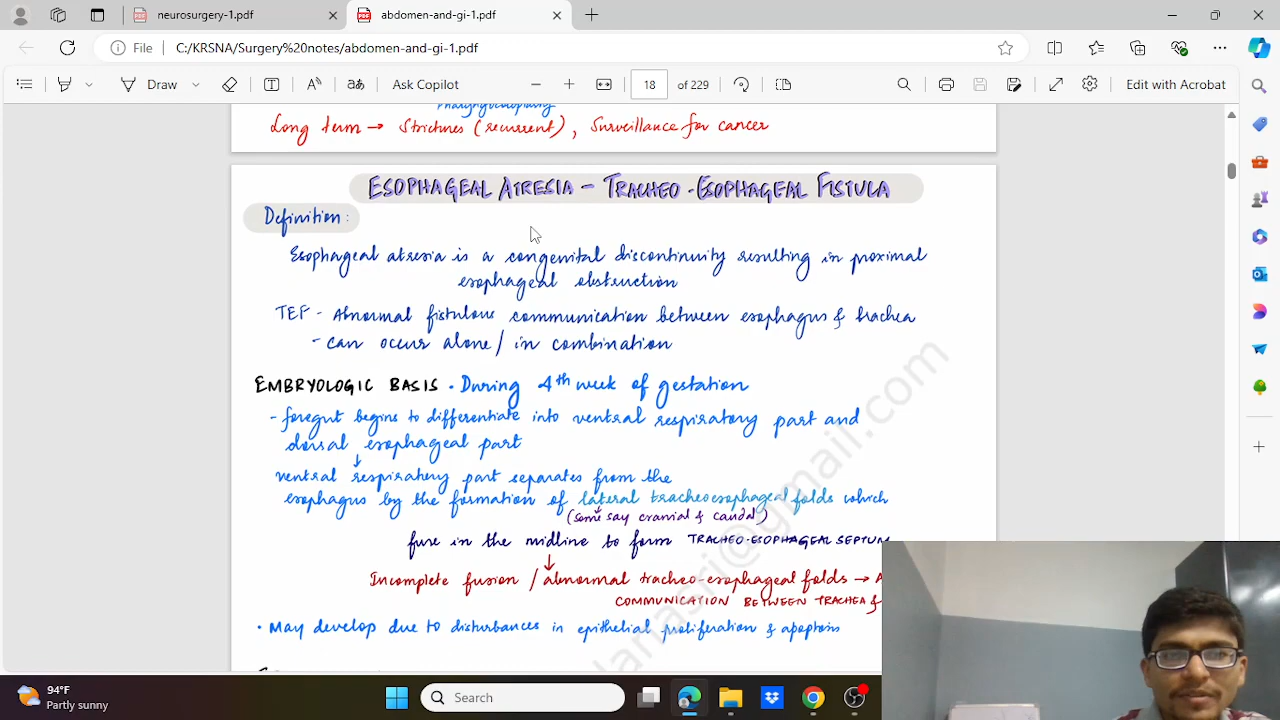 neurosurgery-1.pdf
abdomen-and-gi-1.pdf
File C:/KRSNA/Surgery%20notes/abdomen-and-gi-1.pdf
Draw
Ask Copilot
18 of 229
Edit with Acrobat
Long term → Strictures (recurrent), Surveillance for cancer
ESOPHAGEAL ATRESIA - TRACHEO-ESOPHAGEAL FISTULA
Definition:
Esophageal atresia is a congenital discontinuity resulting in proximal
esophageal obstruction
TEF - Abnormal fistulous communication between esophagus & trachea
- can occur alone / in combination
EMBRYOLOGIC BASIS • During 4th week of gestation
- foregut begins to differentiate into ventral respiratory part and
dorsal esophageal part
↓
ventral respiratory part separates from the
esophagus by the formation of lateral tracheoesophageal folds which
(some say cranial & caudal)
fuse in the midline to form TRACHEO-ESOPHAGEAL SEPTUM
↓
Incomplete fusion / abnormal tracheo-esophageal folds →
COMMUNICATION BETWEEN TRACHEA &
• May develop due to disturbances in epithelial proliferation & apoptosis
lanasri@gmail.com
94°F
Partly sunny
Search